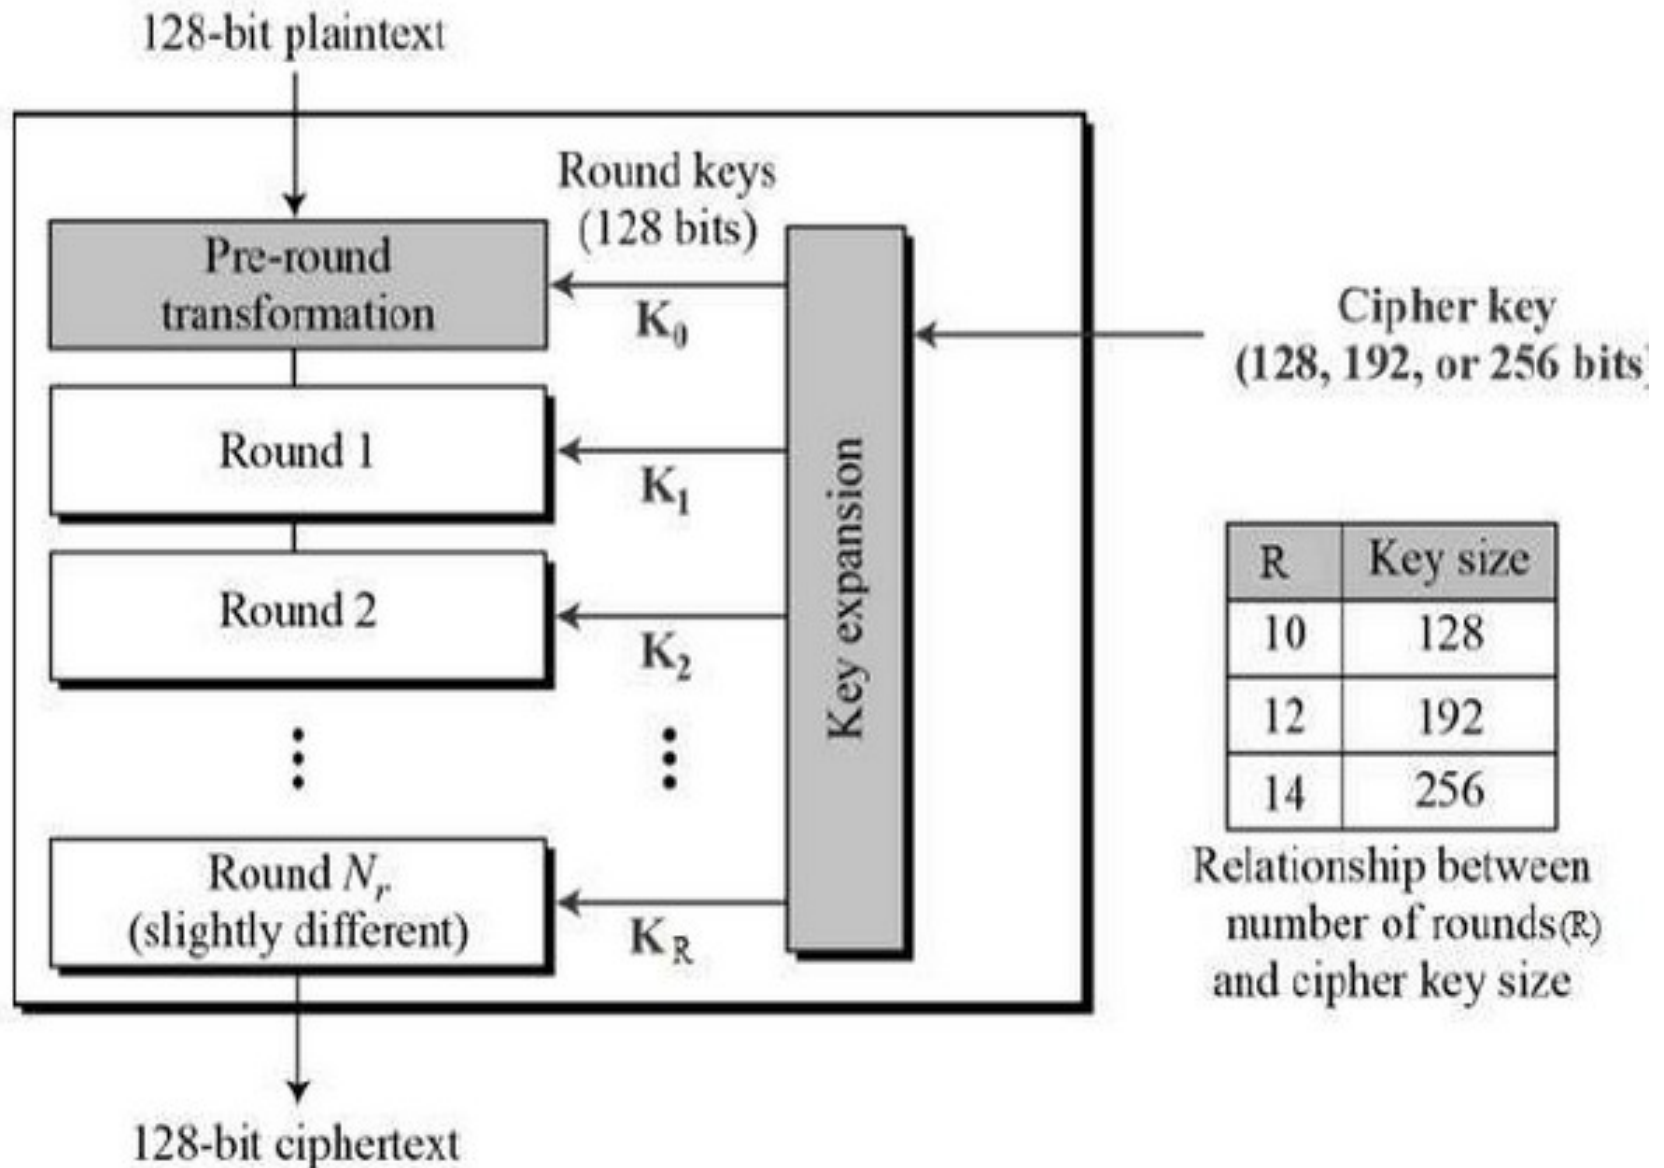 128-bit plaintext
Round keys
(128 bits)
Pre-round
transformation
K0
Cipher key
(128, 192, or 256 bits)
Round 1
K1
Key expansion
Round 2
K2
R Key size
10 128
12 192
14 256
Relationship between
number of rounds(R)
and cipher key size
Round Nr
(slightly different)
KR
128-bit ciphertext